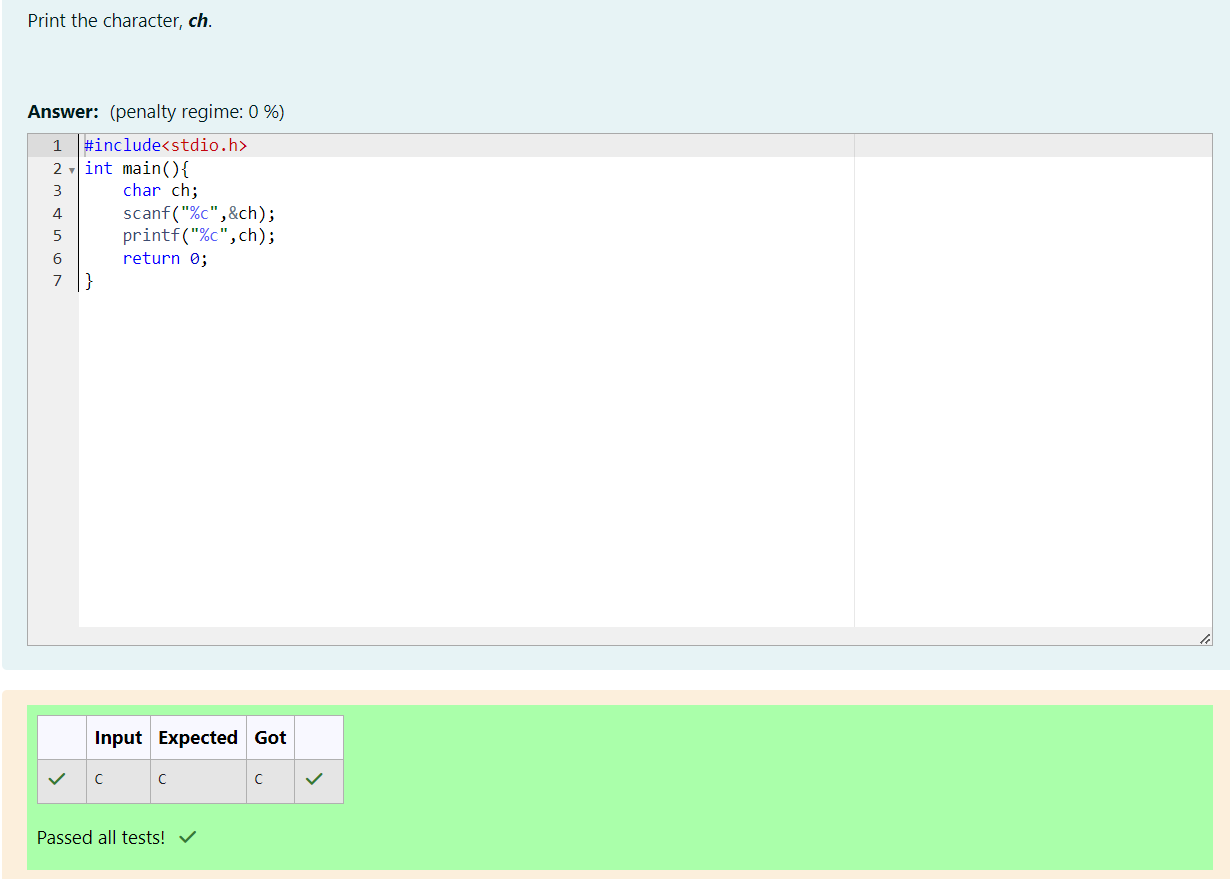 Print the character, ch.
Answer: (penalty regime: 0 %)
1 #include<stdio.h>
2 int main(){
3 char ch;
4 scanf("%c",&ch);
5 printf("%c",ch);
6 return 0;
7 }
Input Expected Got
C C C
Passed all tests!